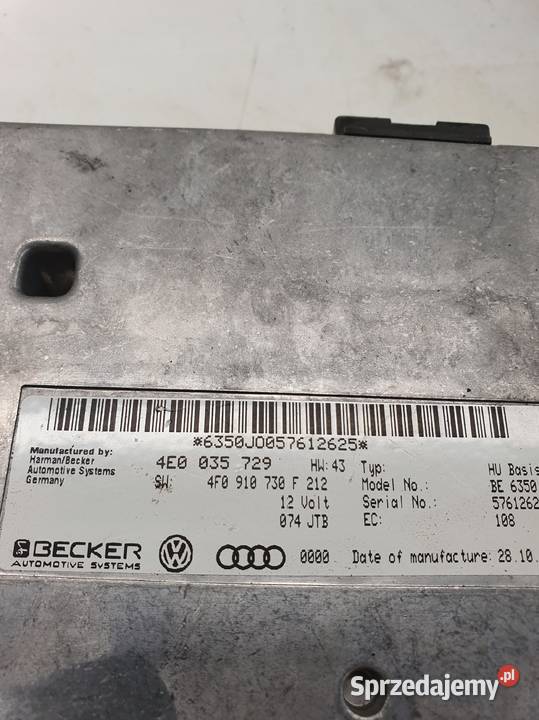 *6350JO057612625*
Manufactured by:
Harman/Becker
Automotive Systems
Germany
4E0 035 729 HW: 43 Typ: HU Basis
SW: 4F0 910 730 F 212 Model No.: BE 6350
12 Volt Serial No.: 5761262
074 JTB EC: 108
BECKER
AUTOMOTIVE SYSTEMS
0000 Date of manufacture: 28.10.
Sprzedajemy.pl